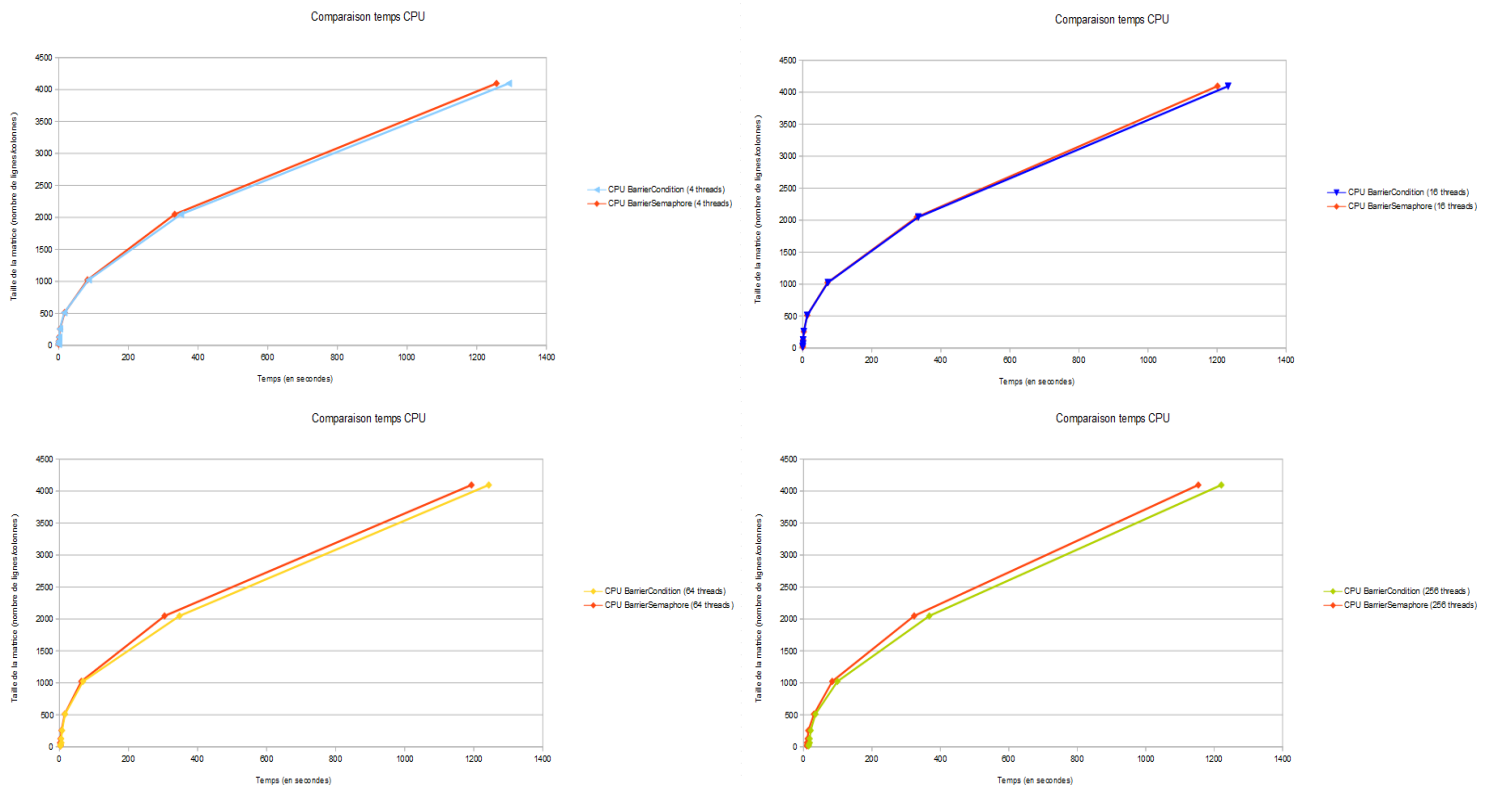 Comparaison temps CPU
4500
4000
3500
3000
2500
2000
1500
1000
500
0
0 200 400 600 800 1000 1200 1400
Taille de la matrice (nombre de lignes/colonnes)
Temps (en secondes)
CPU BarrierCondition (4 threads)
CPU BarrierSemaphore (4 threads)
Comparaison temps CPU
4500
4000
3500
3000
2500
2000
1500
1000
500
0
0 200 400 600 800 1000 1200 1400
Taille de la matrice (nombre de lignes/colonnes)
Temps (en secondes)
CPU BarrierCondition (16 threads)
CPU BarrierSemaphore (16 threads)
Comparaison temps CPU
4500
4000
3500
3000
2500
2000
1500
1000
500
0
0 200 400 600 800 1000 1200 1400
Taille de la matrice (nombre de lignes/colonnes)
Temps (en secondes)
CPU BarrierCondition (64 threads)
CPU BarrierSemaphore (64 threads)
Comparaison temps CPU
4500
4000
3500
3000
2500
2000
1500
1000
500
0
0 200 400 600 800 1000 1200 1400
Taille de la matrice (nombre de lignes/colonnes)
Temps (en secondes)
CPU BarrierCondition (256 threads)
CPU BarrierSemaphore (256 threads)